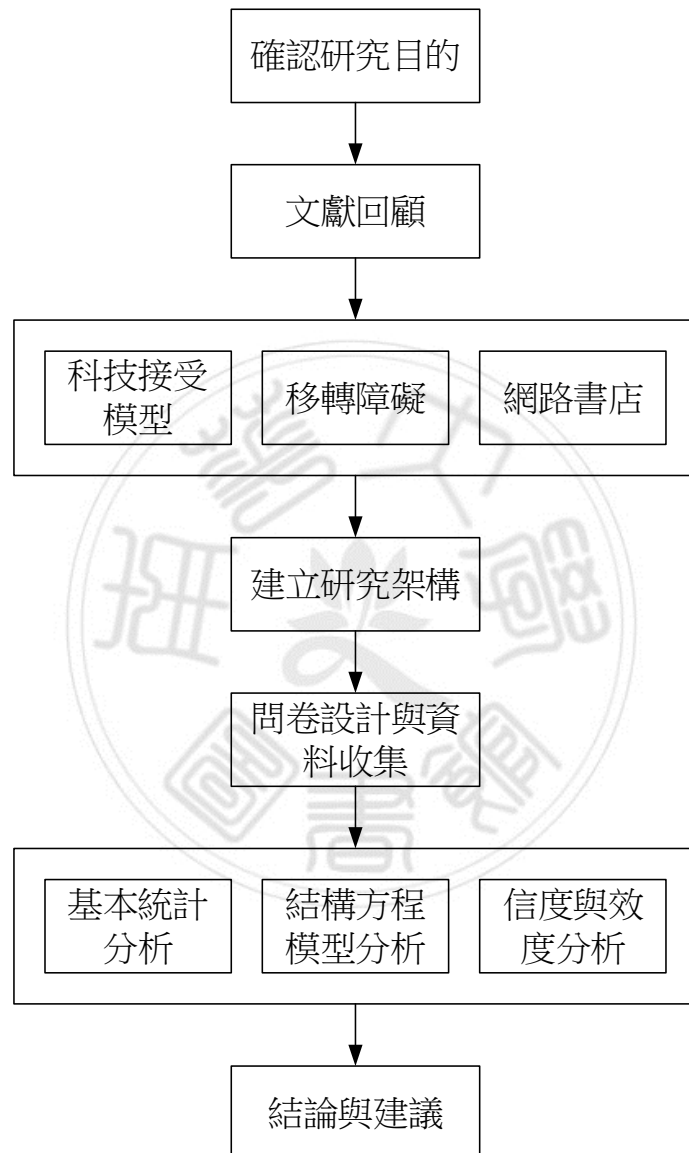 確認研究目的
文獻回顧
科技接受
模型
移轉障礙
網路書店
建立研究架構
問卷設計與資
料收集
基本統計
分析
結構方程
模型分析
信度與效
度分析
結論與建議